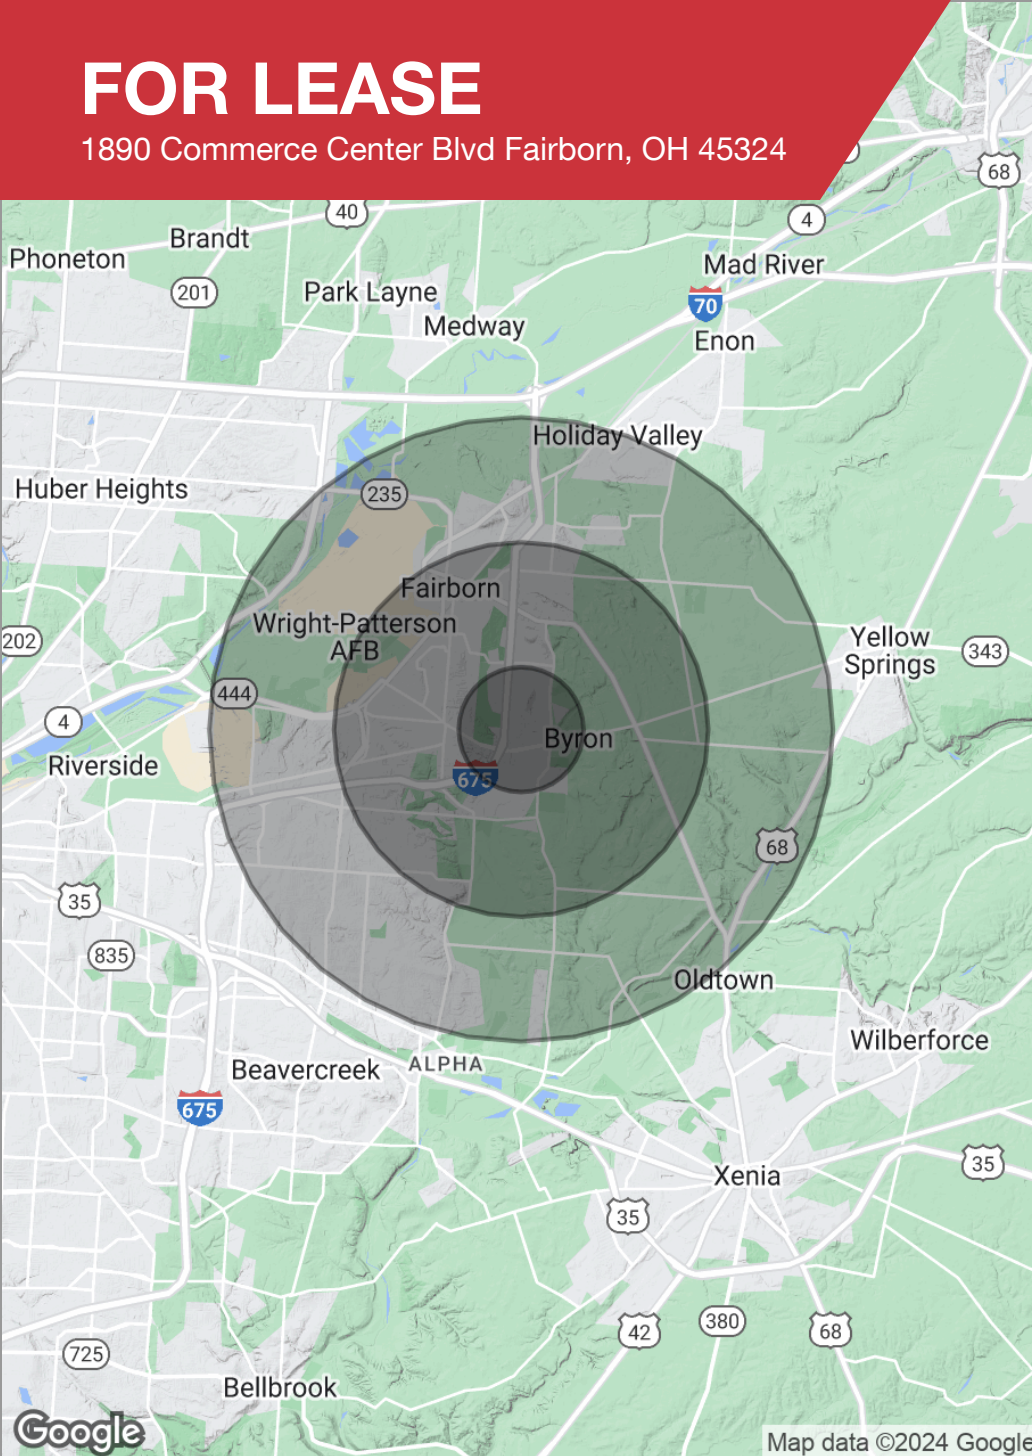 FOR LEASE
1890 Commerce Center Blvd Fairborn, OH 45324
68
40
4
Brandt
Phoneton
Mad River
201
Park Layne
70
Medway
Enon
Holiday Valley
Huber Heights
235
Fairborn
Wright-Patterson
AFB
202
Yellow
Springs
343
444
4
Byron
Riverside
675
68
35
835
Oldtown
Wilberforce
Beavercreek
ALPHA
675
Xenia
35
35
42
380
68
725
Bellbrook
Google
Map data ©2024 Google